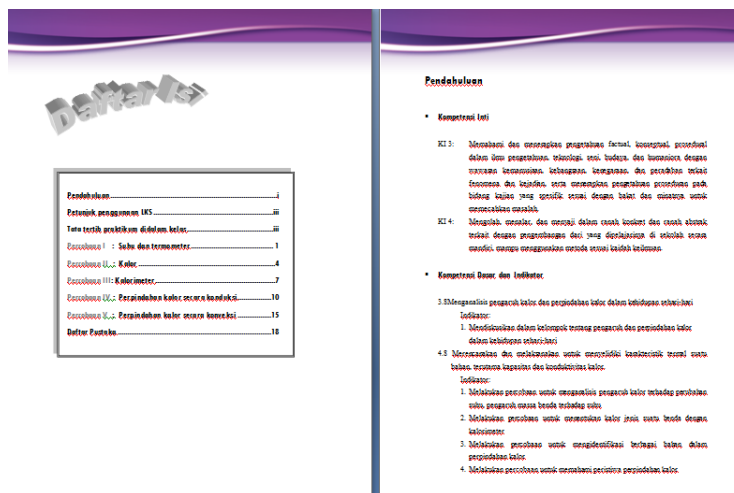 Daftar Isi
Pendahuluan.....i
Petunjuk penggunaan LKS.....iii
Tata tertib praktikum didalam kelas.....iii
Percobaan I : Suhu dan termometer.....1
Percobaan II : Kalor.....4
Percobaan III: Kalorimeter.....7
Percobaan IV : Perpindahan kalor secara konduksi.....10
Percobaan V : Perpindahan kalor secara konveksi.....15
Daftar Pustaka.....18
Pendahuluan
• Kompetensi Inti
KI 3: Memahami dan menerapkan pengetahuan factual, konseptual, prosedural
dalam ilmu pengetahuan, teknologi, seni, budaya, dan humaniora dengan
wawasan kemanusiaan, kebangsaan, kenegaraan, dan peradaban terkait
fenomena dan kejadian, serta menerapkan pengetahuan prosedural pada
bidang kajian yang spesifik sesuai dengan bakat dan minatnya untuk
memecahkan masalah.
KI 4: Mengolah, menalar, dan menyaji dalam ranah konkret dan ranah abstrak
terkait dengan pengembangan dari yang dipelajarinya di sekolah secara
mandiri, mampu menggunakan metoda sesuai kaidah keilmuan.
• Kompetensi Dasar dan Indikator
3.8Menganalisis pengaruh kalor dan perpindahan kalor dalam kehidupan sehari-hari
Indikator:
1. Mendiskusikan dalam kelompok tentang pengaruh dan perpindahan kalor
dalam kehidupan sehari-hari
4.8 Merencanakan dan melaksanakan untuk menyelidiki karakteristik termal suatu
bahan, terutama kapasitas dan konduktivitas kalor.
Indikator:
1. Melakukan percobaan untuk menganalisis pengaruh kalor terhadap perubahan
suhu, pengaruh massa benda terhadap suhu
2. Melakukan percobaan untuk menentukan kalor jenis suatu benda dengan
kalorimeter
3. Melakukan percobaan untuk mengidentifikasi berbagai bahan dalam
perpindahan kalor.
4. Melakukan percobaan untuk memahami peristiwa perpindahan kalor.